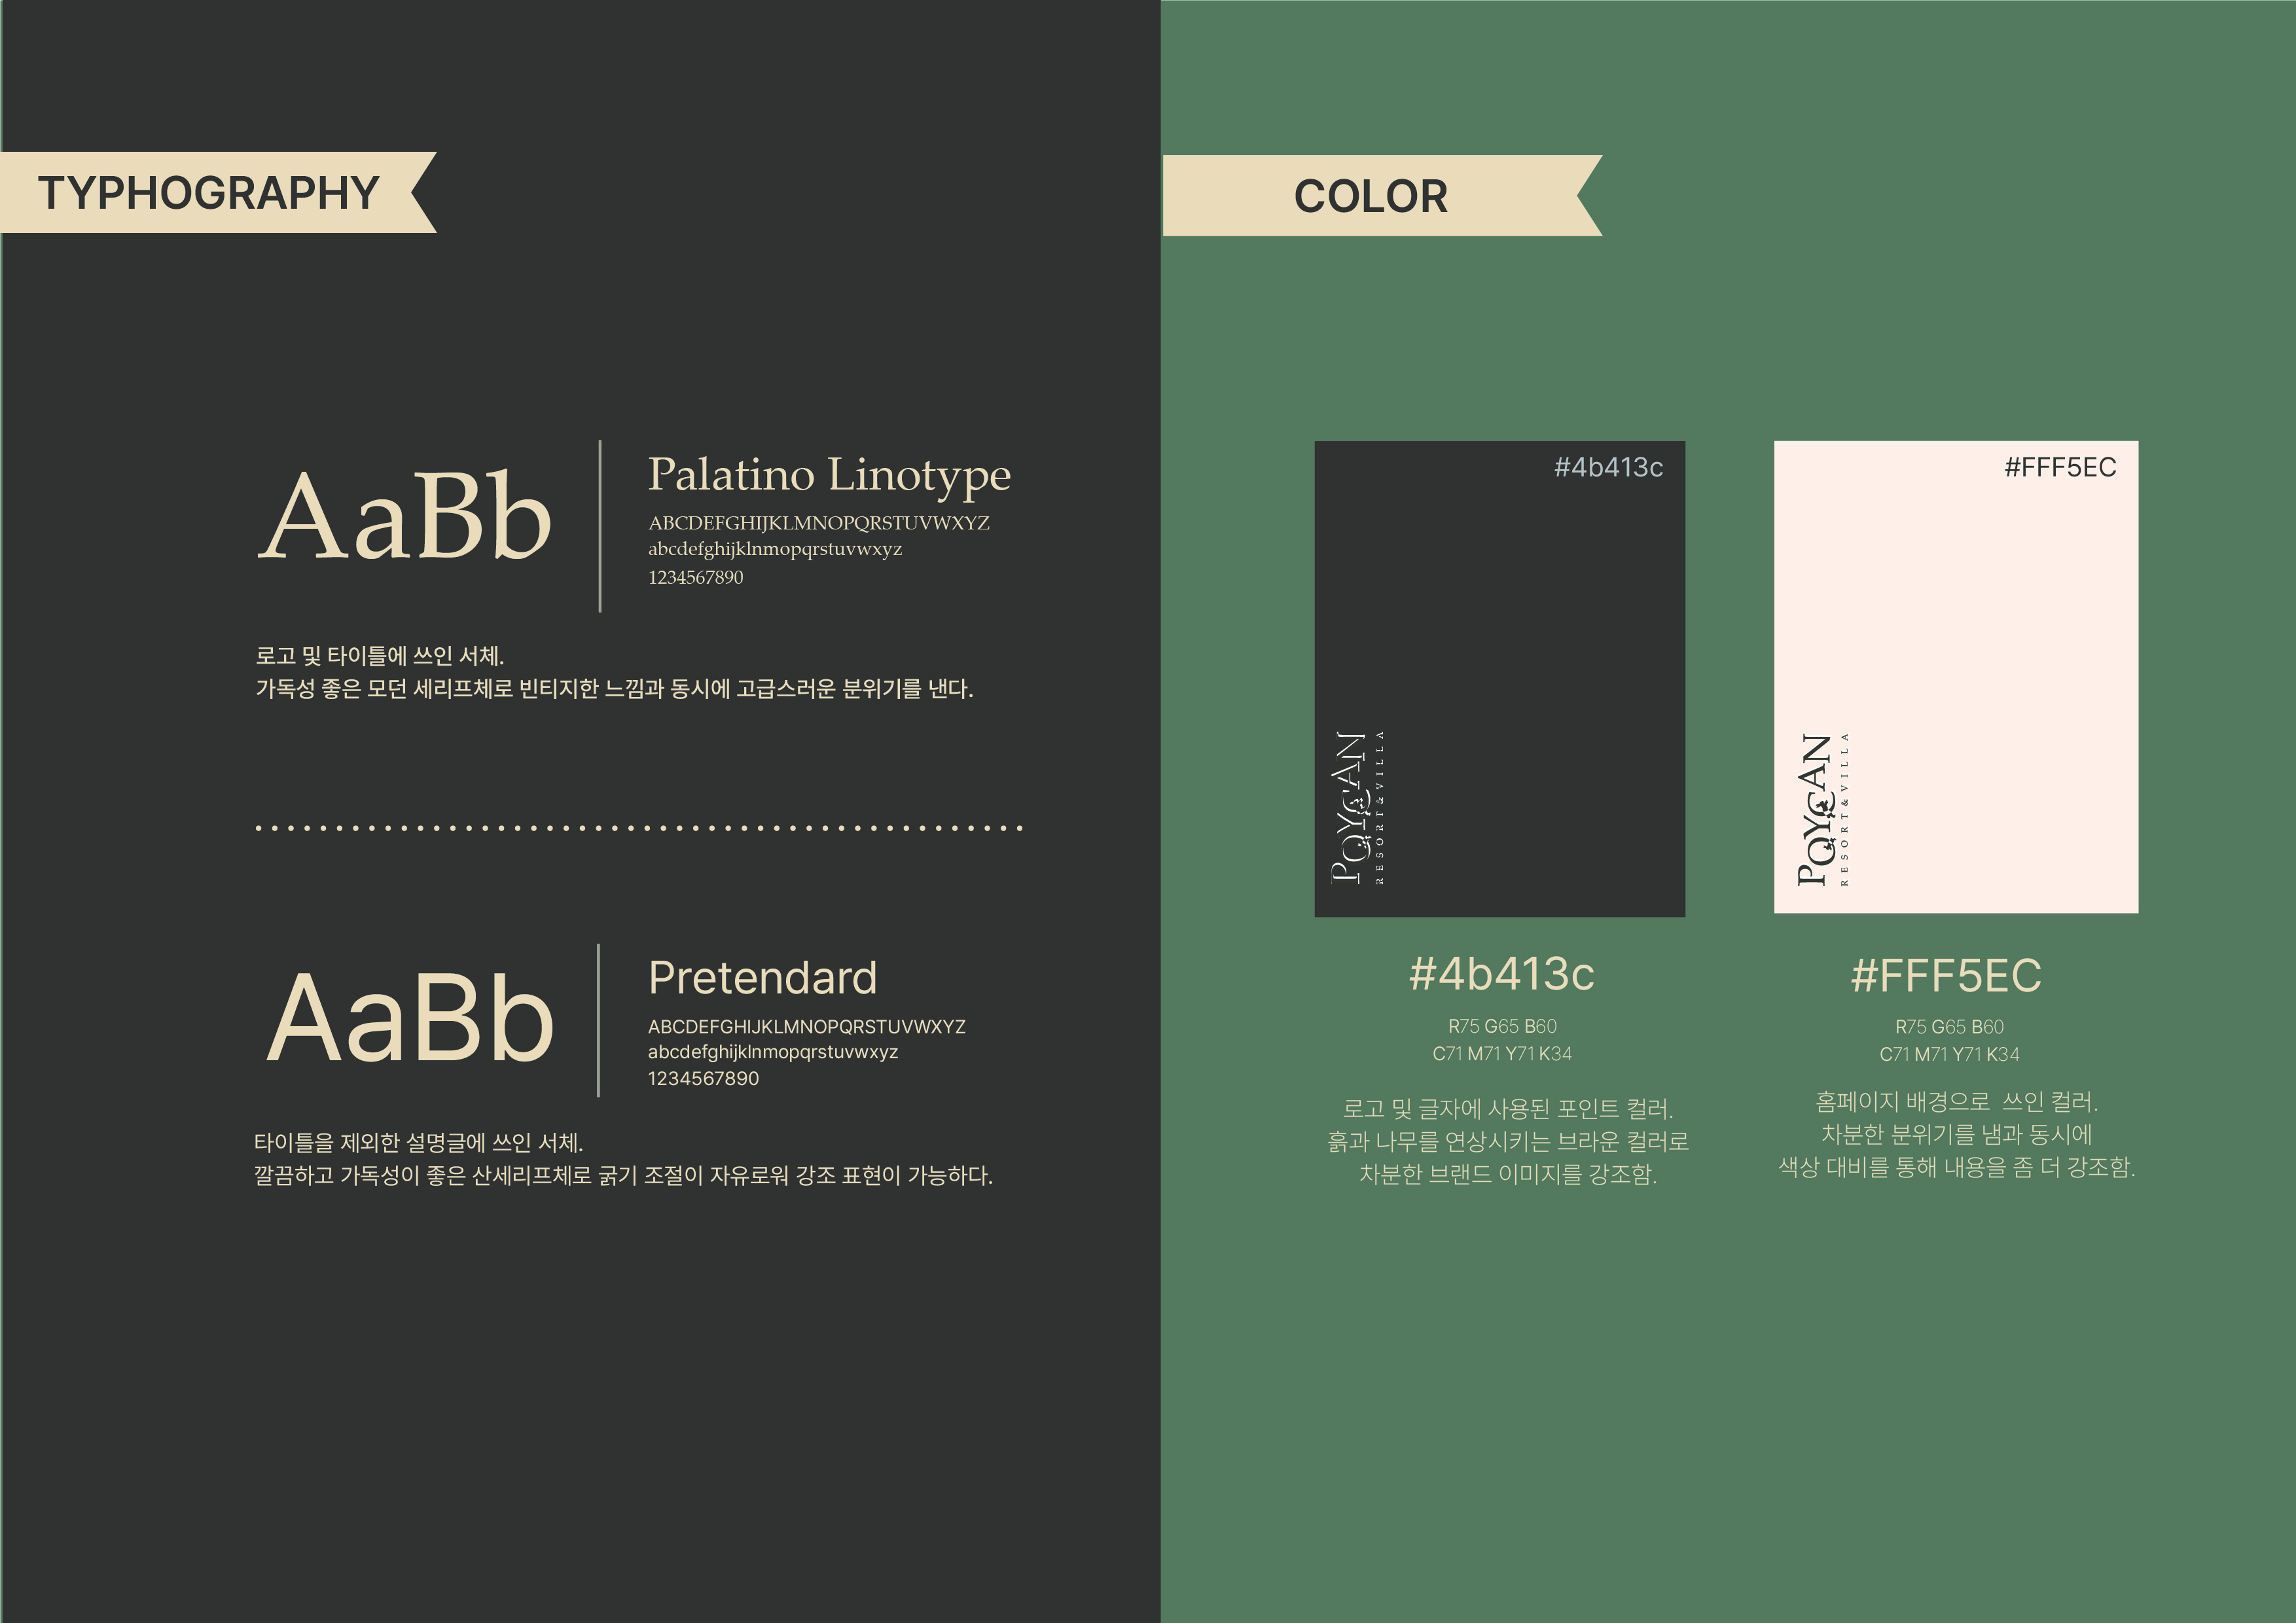 TYPHOGRAPHY
AaBb
Palatino Linotype
ABCDEFGHIJKLMNOPQRSTUVWXYZ
abcdefghijklnmopqrstuvwxyz
1234567890
로고 및 타이틀에 쓰인 서체.
가독성 좋은 모던 세리프체로 빈티지한 느낌과 동시에 고급스러운 분위기를 낸다.
AaBb
Pretendard
ABCDEFGHIJKLMNOPQRSTUVWXYZ
abcdefghijklnmopqrstuvwxyz
1234567890
타이틀을 제외한 설명글에 쓰인 서체.
깔끔하고 가독성이 좋은 산세리프체로 굵기 조절이 자유로워 강조 표현이 가능하다.
COLOR
#4b413c
POYCAN
RESORT&VILLA
#4b413c
R75 G65 B60
C71 M71 Y71 K34
로고 및 글자에 사용된 포인트 컬러.
흙과 나무를 연상시키는 브라운 컬러로
차분한 브랜드 이미지를 강조함.
#FFF5EC
POYCAN
RESORT&VILLA
#FFF5EC
R75 G65 B60
C71 M71 Y71 K34
홈페이지 배경으로 쓰인 컬러.
차분한 분위기를 냄과 동시에
색상 대비를 통해 내용을 좀 더 강조함.